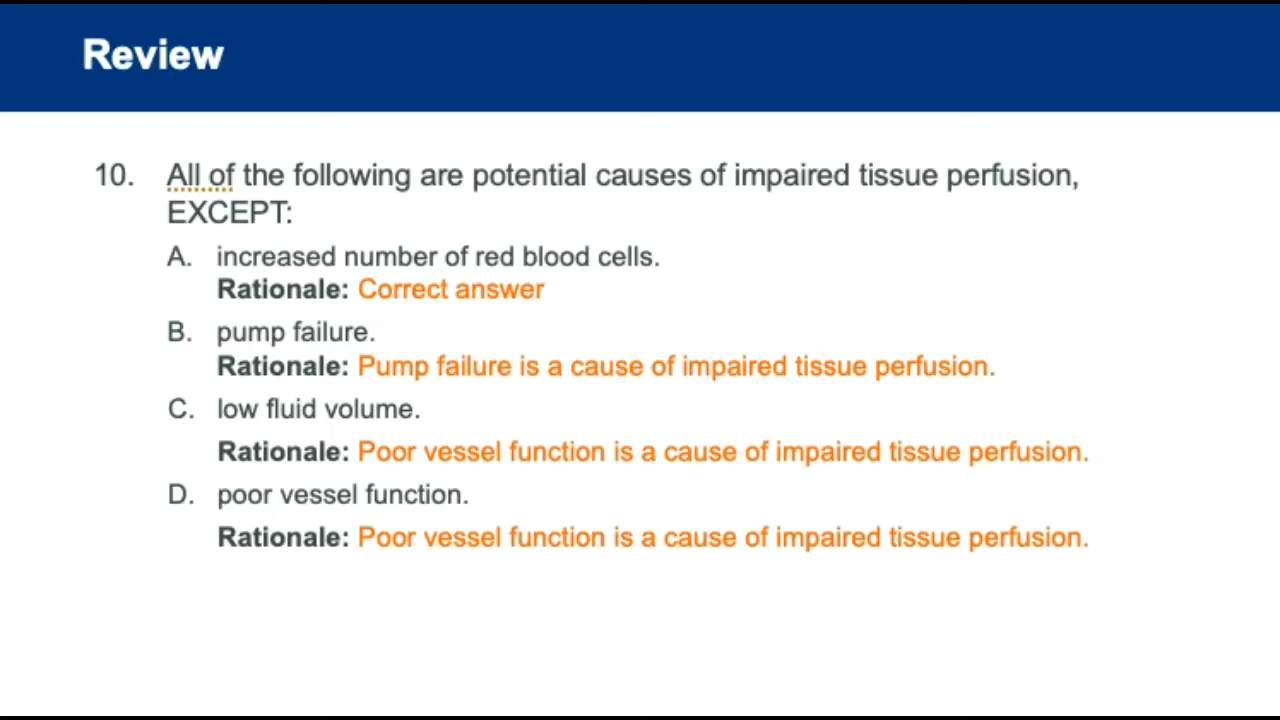 Review
10. All of the following are potential causes of impaired tissue perfusion,
EXCEPT:
A. increased number of red blood cells.
Rationale: Correct answer
B. pump failure.
Rationale: Pump failure is a cause of impaired tissue perfusion.
C. low fluid volume.
Rationale: Poor vessel function is a cause of impaired tissue perfusion.
D. poor vessel function.
Rationale: Poor vessel function is a cause of impaired tissue perfusion.